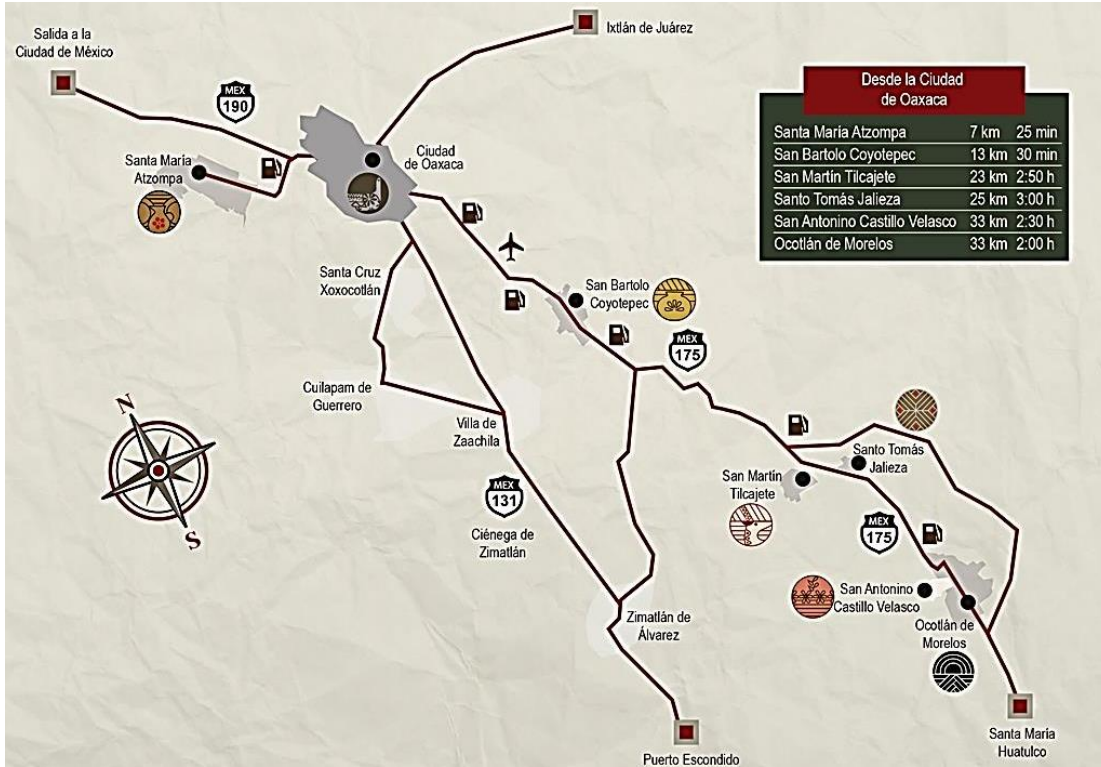 Salida a la
Ciudad de México
Ixtlán de Juárez
MEX
190
Desde la Ciudad
de Oaxaca
Santa María Atzompa 7 km 25 min
San Bartolo Coyotepec 13 km 30 min
San Martín Tilcajete 23 km 2:50 h
Santo Tomás Jalieza 25 km 3:00 h
San Antonino Castillo Velasco 33 km 2:30 h
Ocotlán de Morelos 33 km 2:00 h
Santa María
Atzompa
Ciudad
de Oaxaca
Santa Cruz
Xoxocotlán
San Bartolo
Coyotepec
MEX
175
Cuilapam de
Guerrero
Villa de
Zaachila
N
S
MEX
131
Ciénega de
Zimatlán
San Martín
Tilcajete
Santo Tomás
Jalieza
MEX
175
San Antonino
Castillo Velasco
Ocotlán de
Morelos
Zimatlán de
Álvarez
Puerto Escondido
Santa María
Huatulco